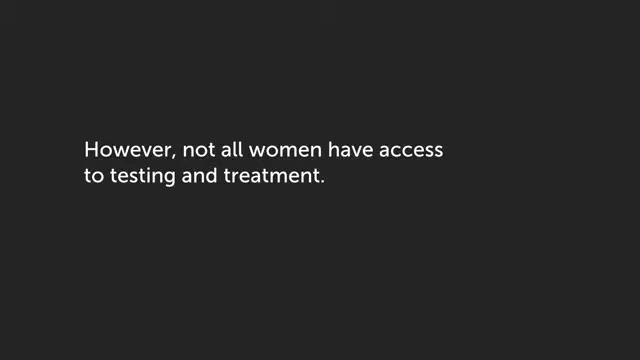 However, not all women have access
to testing and treatment.